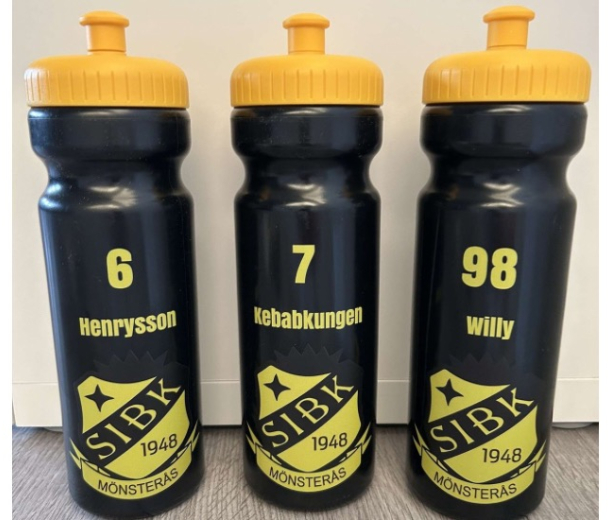 6
Henrysson
SIBK
1948
MÖNSTERÅS
7
Kebabkungen
SIBK
1948
MÖNSTERÅS
98
Willy
SIBK
1948
MÖNSTERÅS